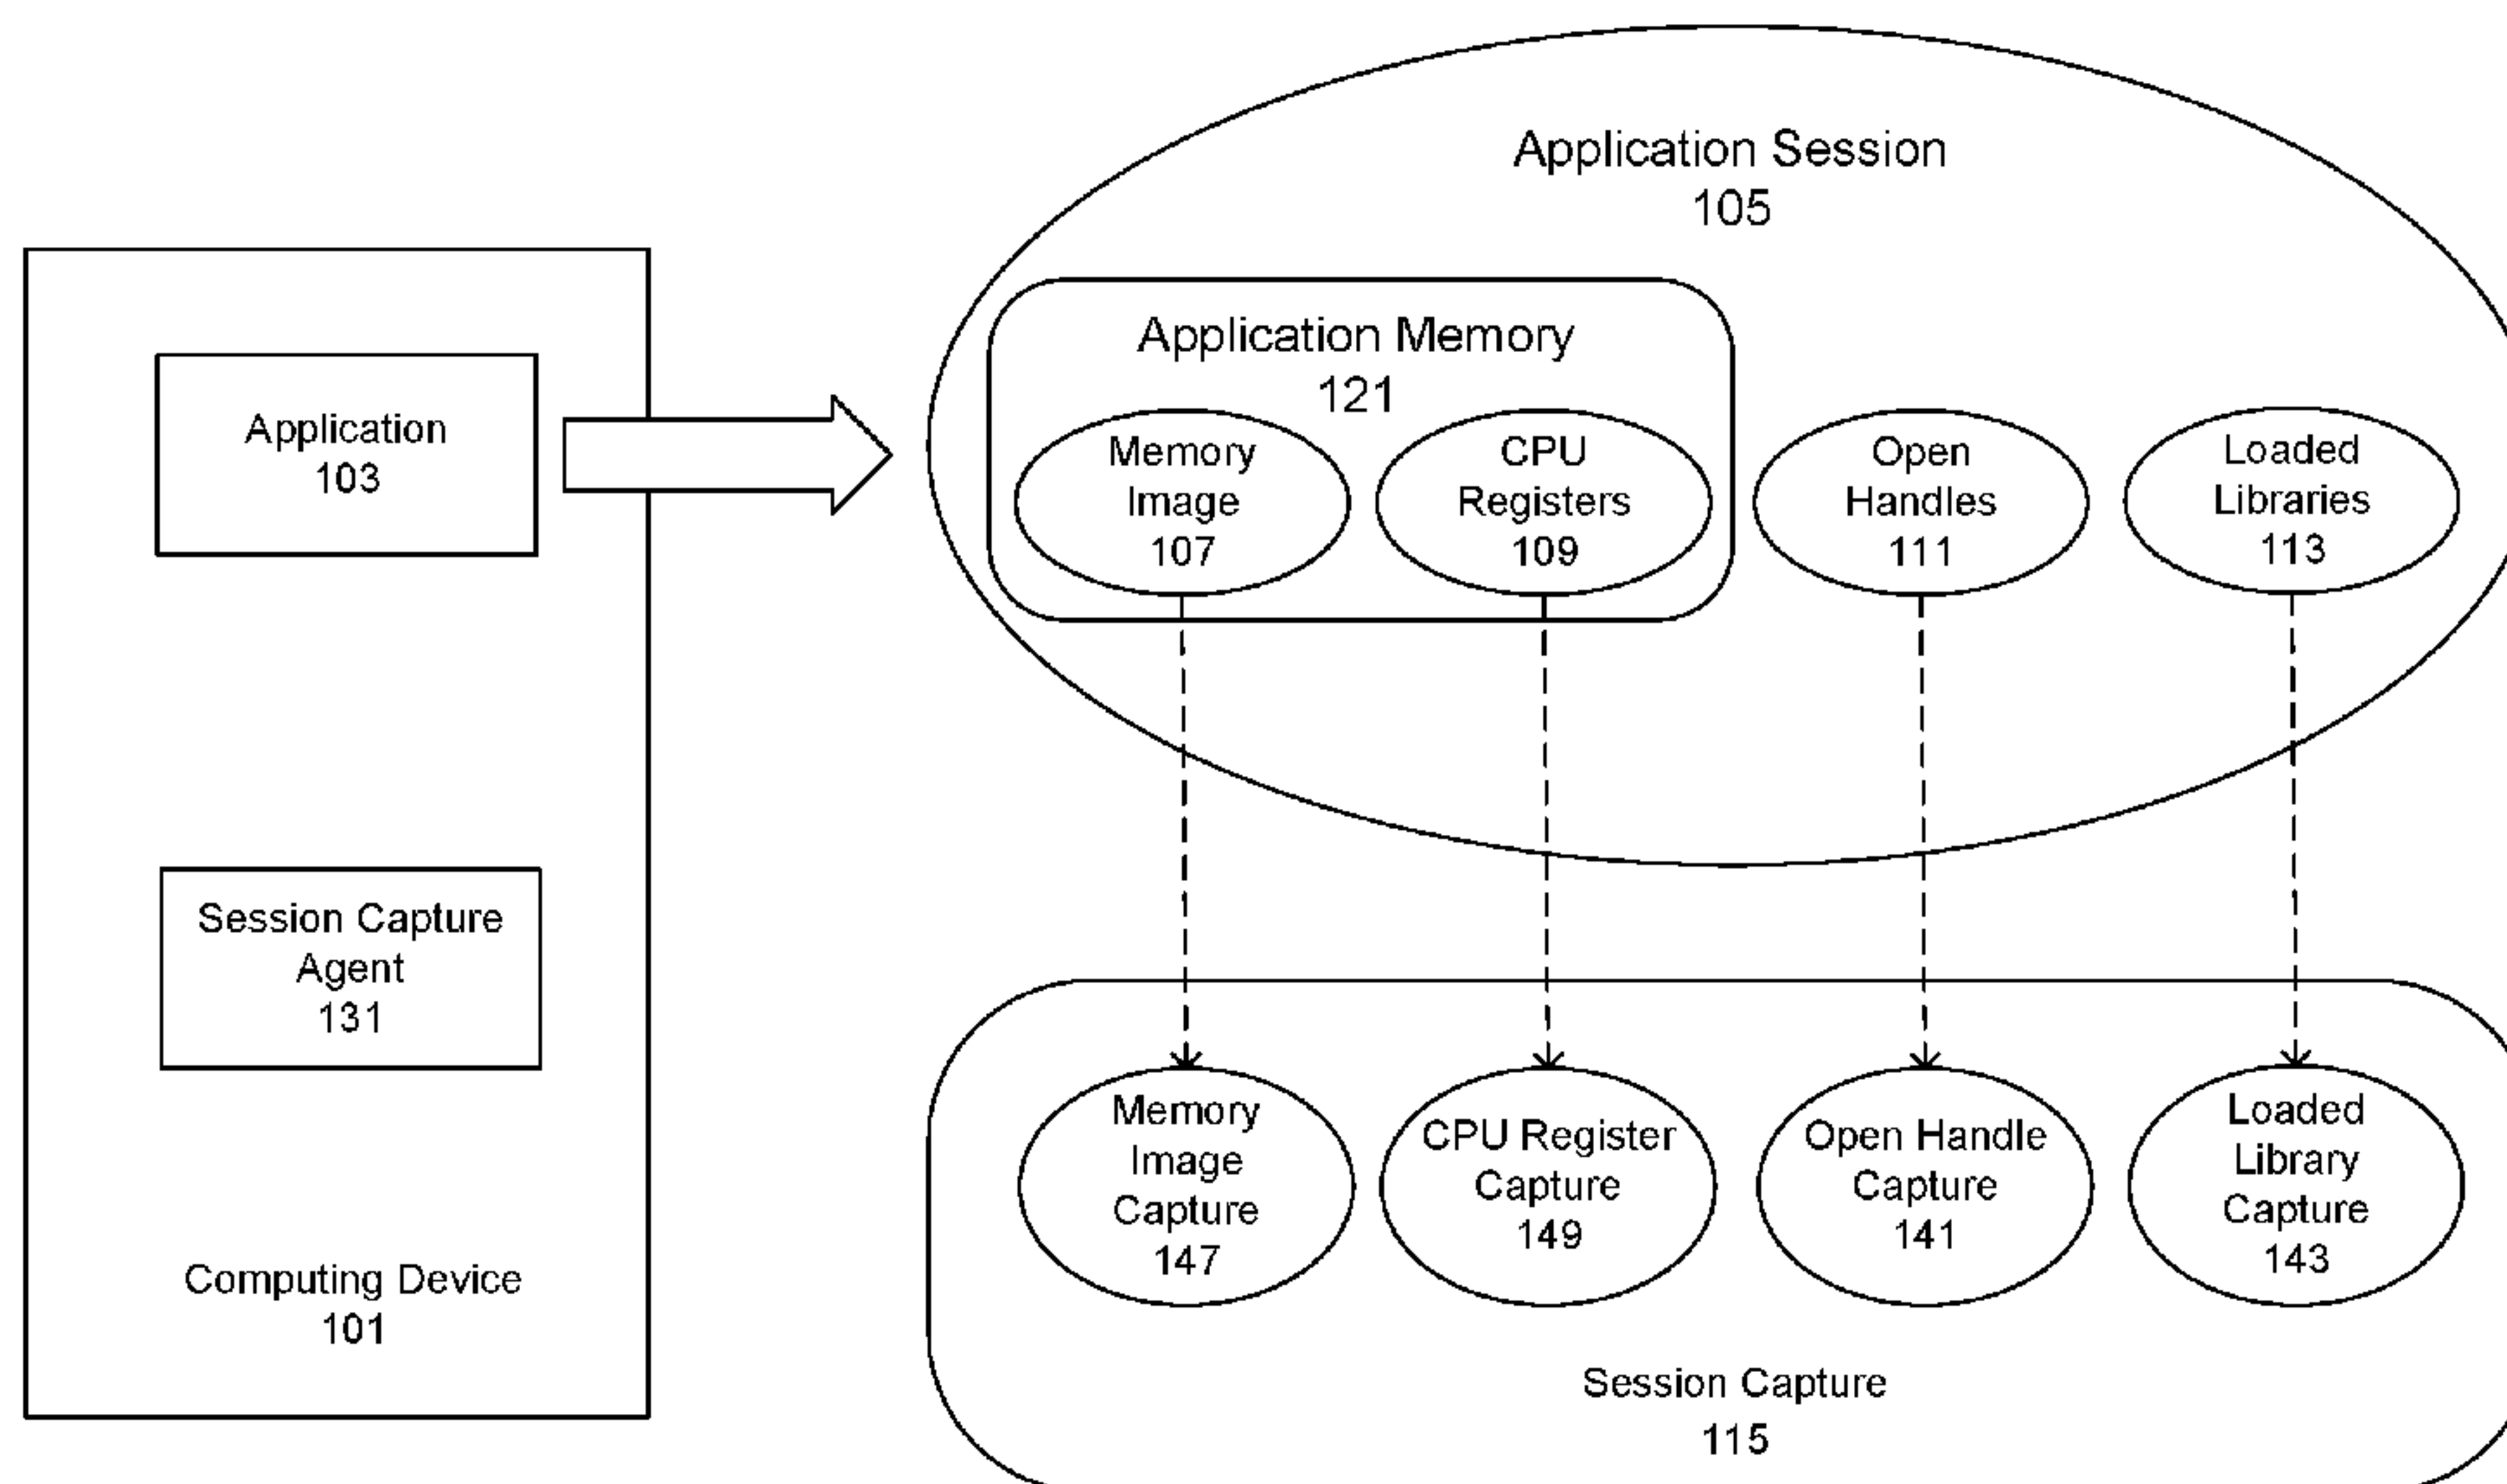 Application Session
105
Application Memory
121
Application
103
Memory
Image
107
CPU
Registers
109
Open
Handles
111
Loaded
Libraries
113
Session Capture
Agent
131
Memory
Image
Capture
147
CPU Register
Capture
149
Open Handle
Capture
141
Loaded
Library
Capture
143
Computing Device
101
Session Capture
115